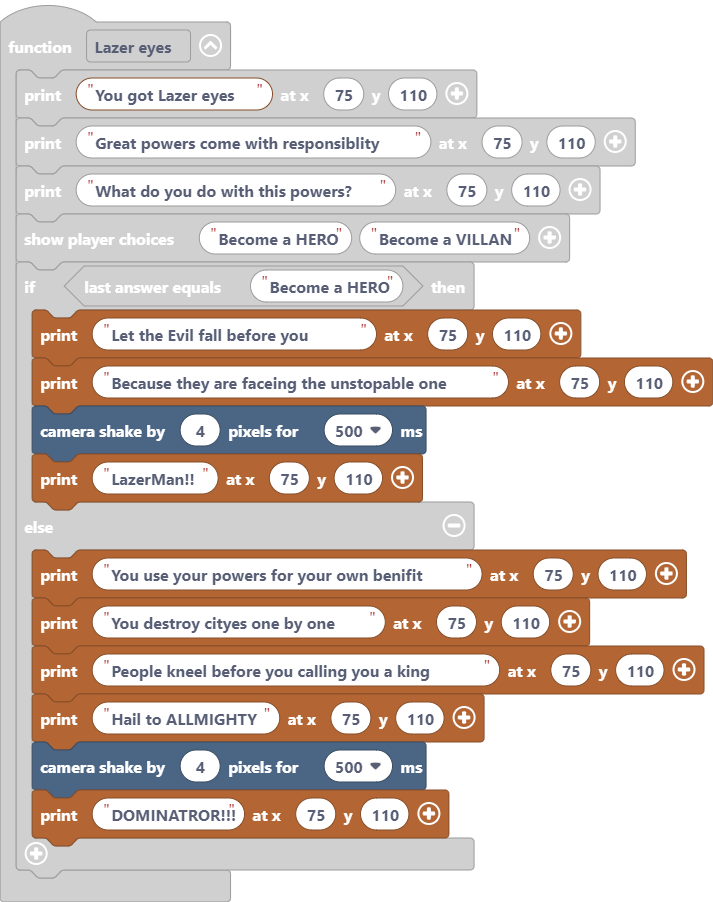 function Lazer eyes
print "You got Lazer eyes " at x 75 y 110
print "Great powers come with responsiblity " at x 75 y 110
print "What do you do with this powers? " at x 75 y 110
show player choices "Become a HERO" "Become a VILLAN"
if last answer equals "Become a HERO" then
print "Let the Evil fall before you " at x 75 y 110
print "Because they are faceing the unstopable one " at x 75 y 110
camera shake by 4 pixels for 500 ms
print "LazerMan!! " at x 75 y 110
else
print "You use your powers for your own benifit " at x 75 y 110
print "You destroy cityes one by one " at x 75 y 110
print "People kneel before you calling you a king " at x 75 y 110
print "Hail to ALLMIGHTY " at x 75 y 110
camera shake by 4 pixels for 500 ms
print "DOMINATROR!!!" at x 75 y 110